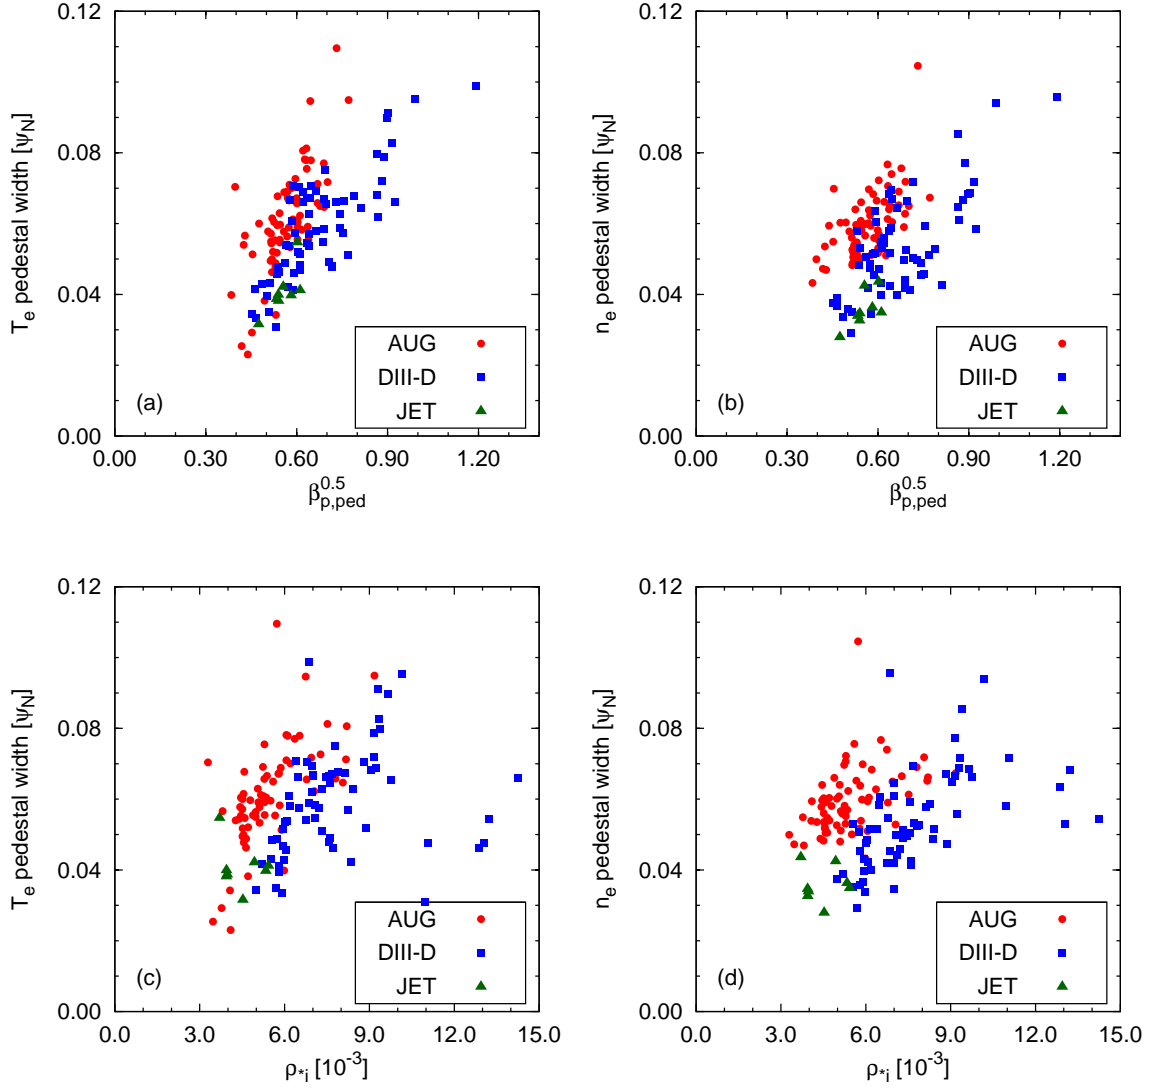 0.12
0.08
0.04
0.00
T_e pedestal width [ψ_N]
AUG
DIII-D
JET
(a)
0.00 0.30 0.60 0.90 1.20
β_{p,ped}^{0.5}
0.12
0.08
0.04
0.00
n_e pedestal width [ψ_N]
AUG
DIII-D
JET
(b)
0.00 0.30 0.60 0.90 1.20
β_{p,ped}^{0.5}
0.12
0.08
0.04
0.00
T_e pedestal width [ψ_N]
AUG
DIII-D
JET
(c)
0.0 3.0 6.0 9.0 12.0 15.0
ρ_{*i} [10^{-3}]
0.12
0.08
0.04
0.00
n_e pedestal width [ψ_N]
AUG
DIII-D
JET
(d)
0.0 3.0 6.0 9.0 12.0 15.0
ρ_{*i} [10^{-3}]